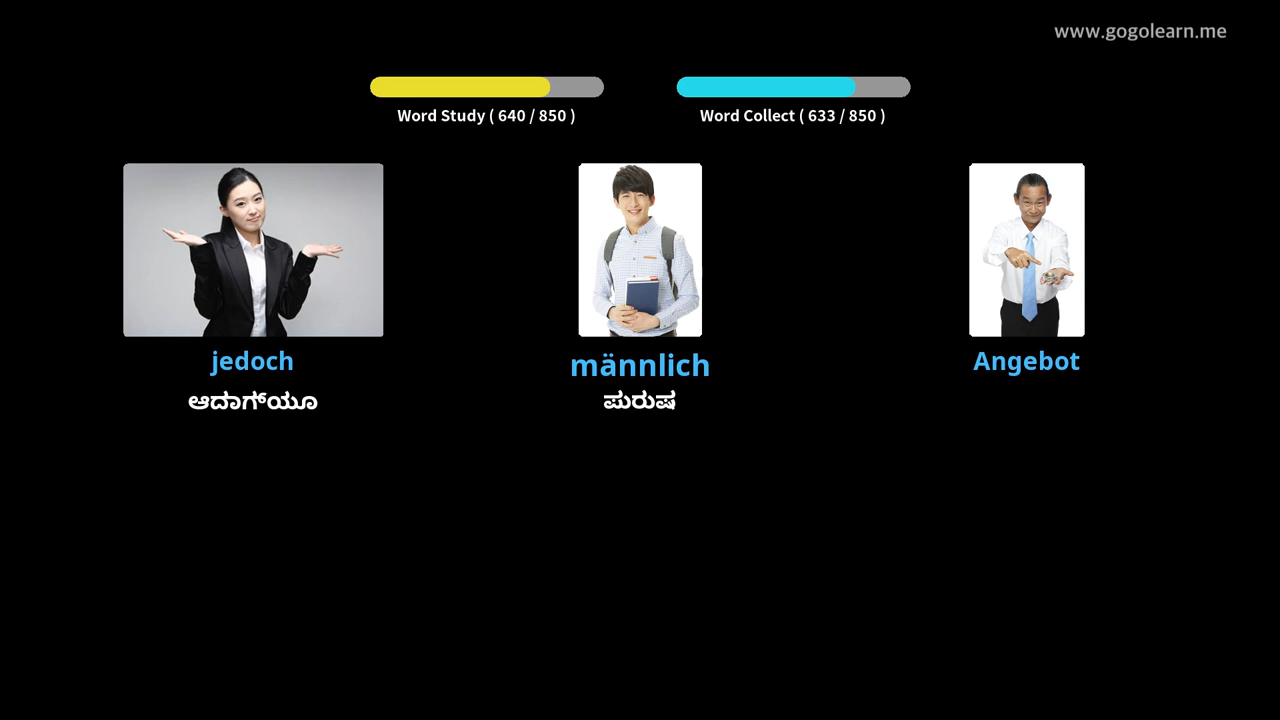 www.gogolearn.me
Word Study ( 640 / 850 )
Word Collect ( 633 / 850 )
jedoch
männlich
Angebot
ಆದಾಗ್‌ಯೂ
ಪುರುಷ